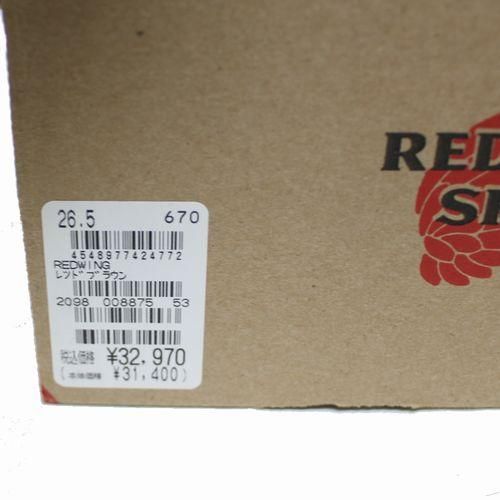 RED
SH
26.5 670
4548977424772
REDWING
レッドブラウン
2098 008875 53
税込価格 ¥32,970
(本体価格 ¥31,400)